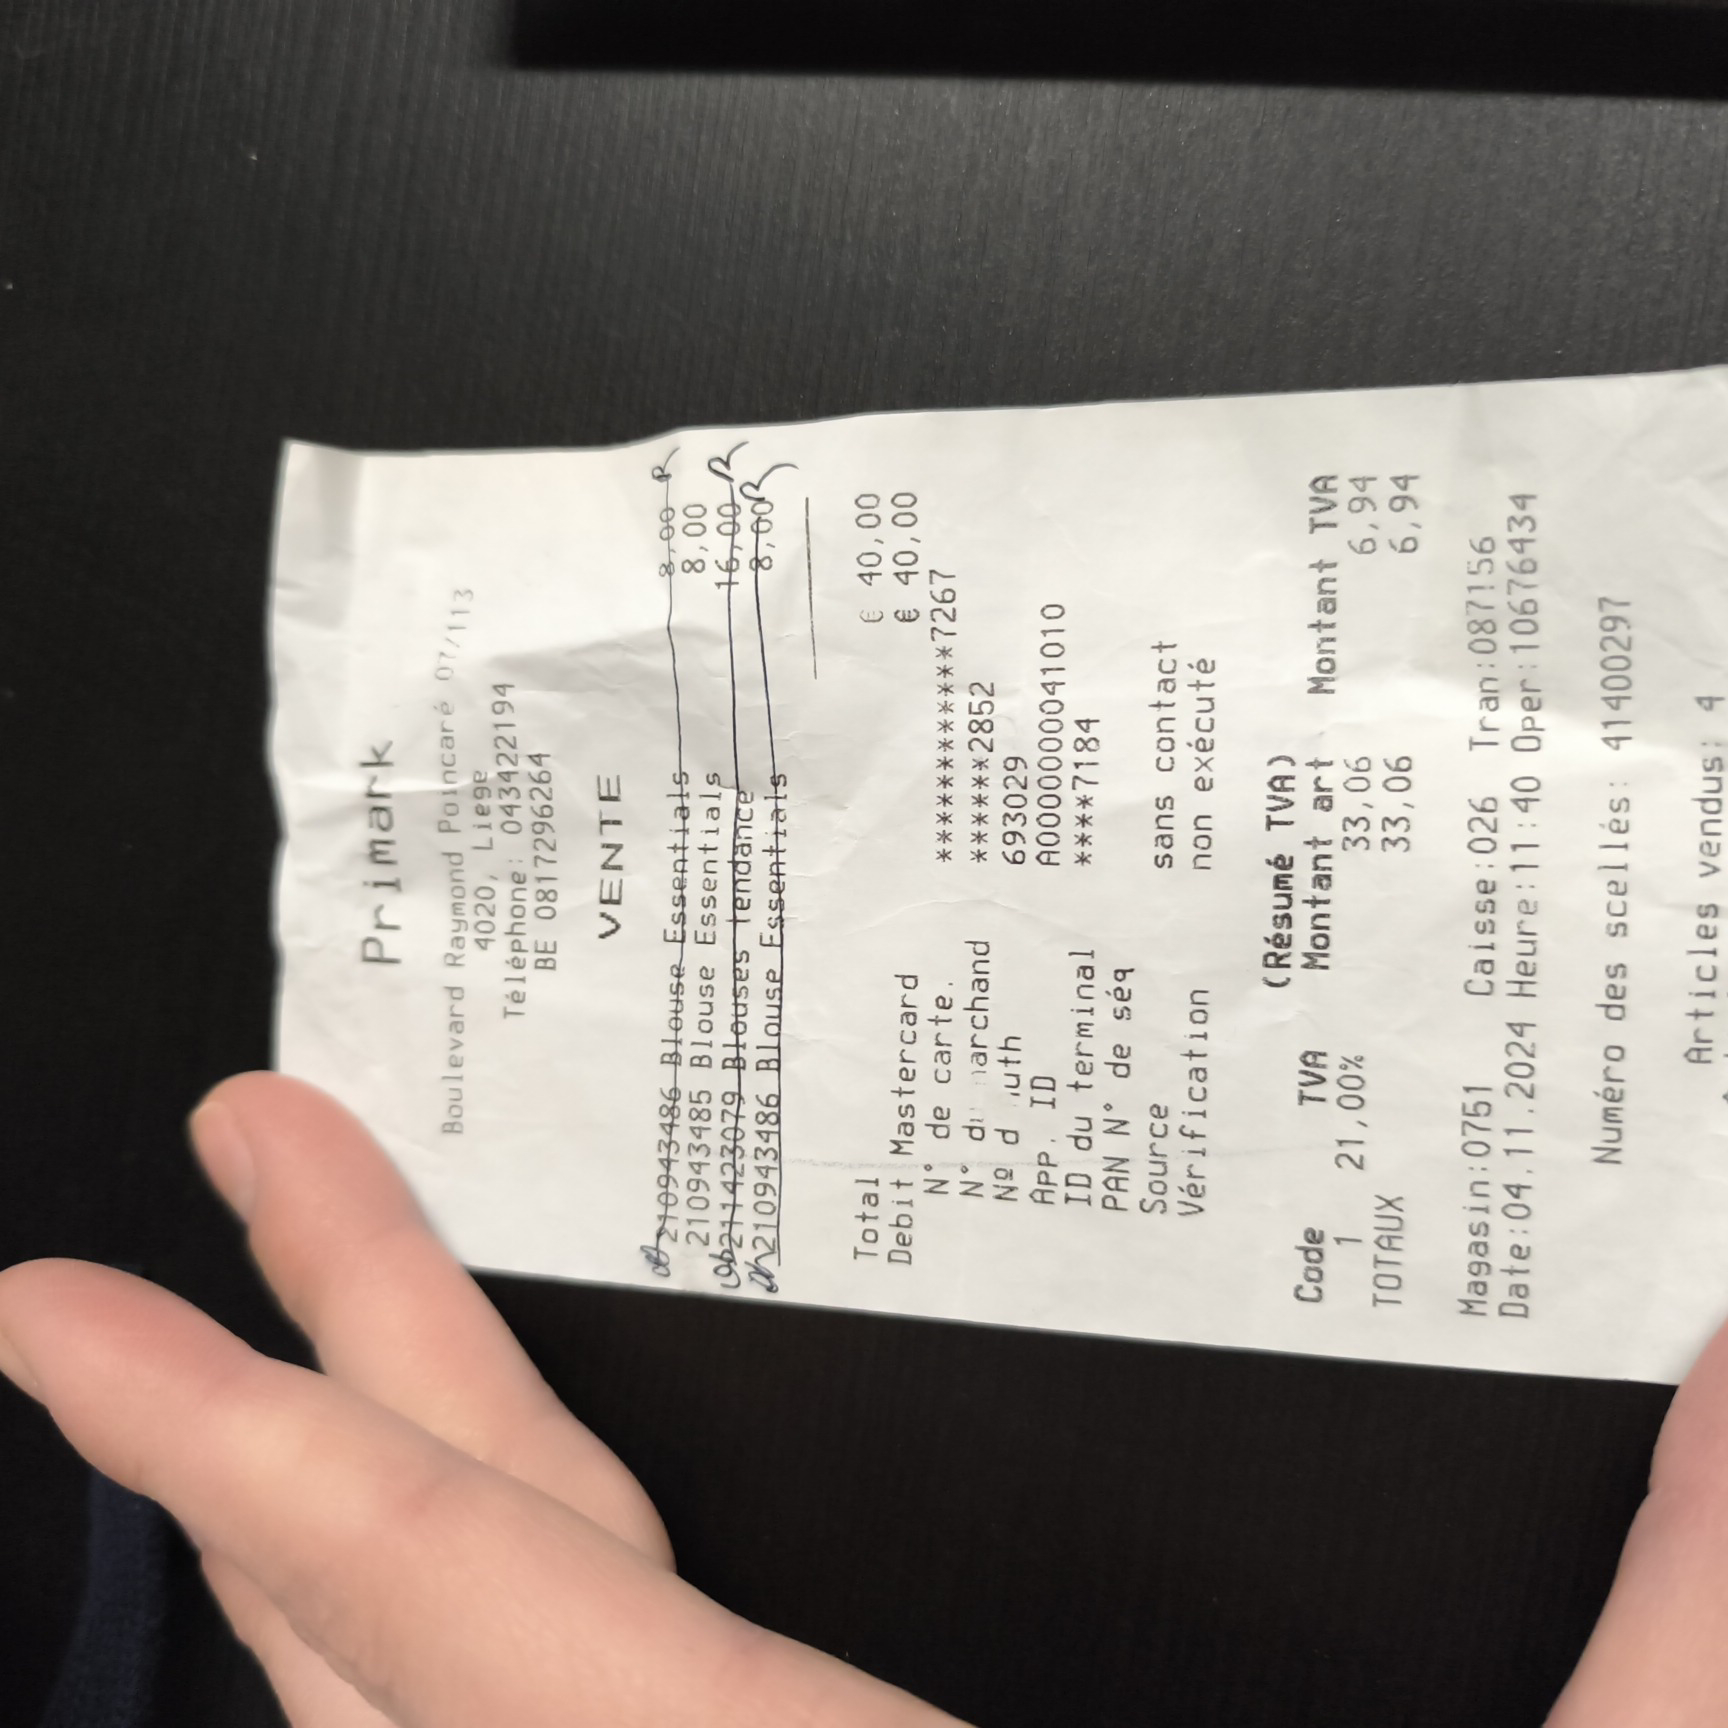 Primark
Boulevard Raymond Poincaré 07/113
4020, Liege
Téléphone: 043422194
BE 0817296264
VENTE
210943486 Blouse Essentials 8,00 R
210943485 Blouse Essentials 8,00
211423079 Blouses tendance 16,00 R
210943486 Blouse Essentials 8,00 R
Total € 40,00
Debit Mastercard € 40,00
N° de carte. ************7267
N° marchand ******2852
Nº 693029
App. ID A0000000041010
ID du terminal ****7184
PAN N° de séq
Source sans contact
Vérification non exécuté
(Résumé TVA)
Code TVA Montant art Montant TVA
1 21,00% 33,06 6,94
TOTAUX 33,06 6,94
Magasin:0751 Caisse:026 Tran:087156
Date:04.11.2024 Heure:11:40 Oper:10676434
Numéro des scellés: 41400297
Articles vendus: 4